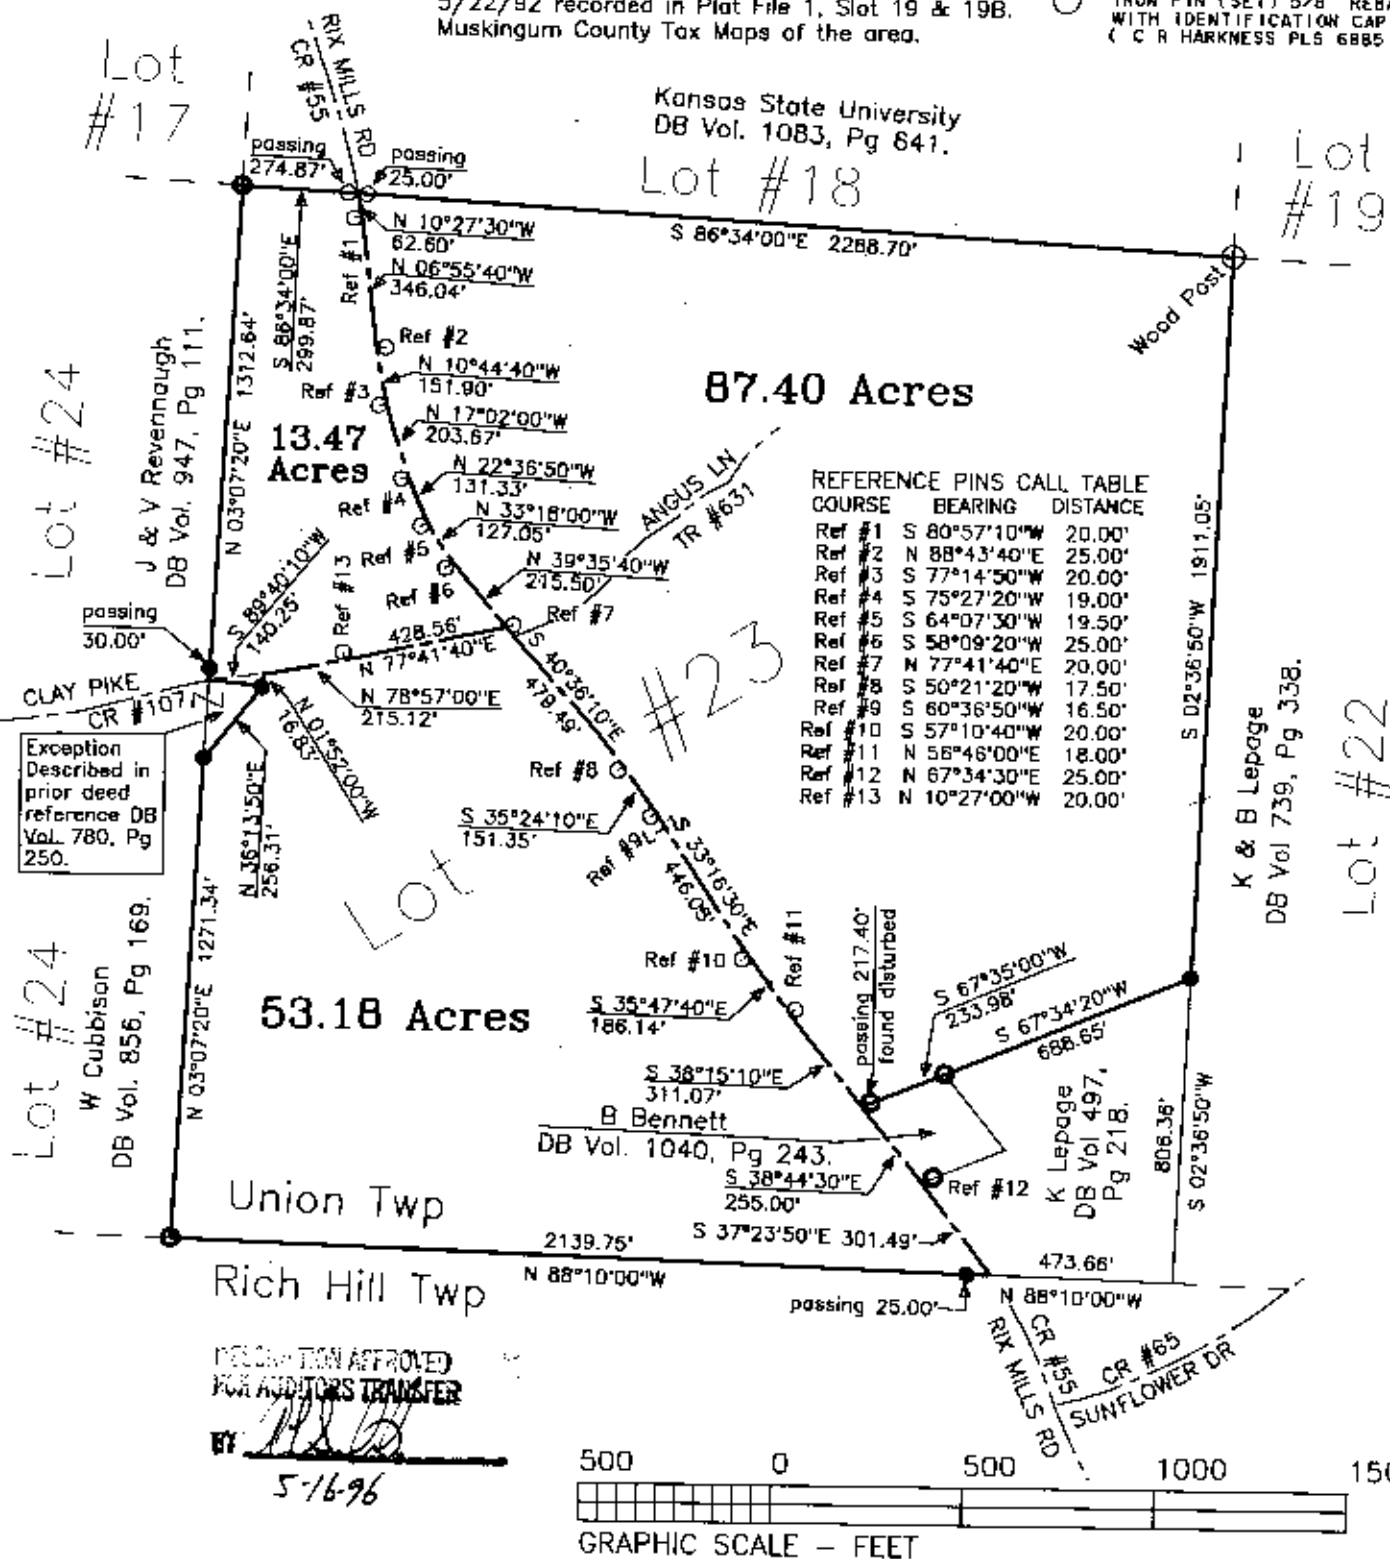 5/22/92 recorded in Plat File 1, Slot 19 & 19B.
Muskingum County Tax Maps of the area.
IRON PIN (SET) 5/8" REBA
WITH IDENTIFICATION CAP
( C R HARKNESS PLS 6885
Lot
#17
RIX MILLS RD
CR #55
Kansas State University
DB Vol. 1083, Pg 641.
Lot #18
Lot
#19
passing
274.87'
passing
25.00'
S 86°34'00"E 2288.70'
N 10°27'30"W
62.60'
Ref #1
N 06°55'40"W
346.04'
S 86°34'00"E
299.87'
Wood Post
Ref #2
N 10°44'40"W
151.90'
Ref #3
N 17°02'00"W
203.67'
87.40 Acres
13.47
Acres
N 03°07'20"E 1312.64'
J & V Revennaugh
DB Vol. 947, Pg 111.
Lot #24
N 22°36'50"W
131.33'
Ref #4
N 33°18'00"W
127.05'
Ref #5
N 39°35'40"W
215.50'
Ref #6
Ref #7
ANGUS LN
TR #631
REFERENCE PINS CALL TABLE
COURSE BEARING DISTANCE
Ref #1 S 80°57'10"W 20.00'
Ref #2 N 88°43'40"E 25.00'
Ref #3 S 77°14'50"W 20.00'
Ref #4 S 75°27'20"W 19.00'
Ref #5 S 64°07'30"W 19.50'
Ref #6 S 58°09'20"W 25.00'
Ref #7 N 77°41'40"E 20.00'
Ref #8 S 50°21'20"W 17.50'
Ref #9 S 60°36'50"W 16.50'
Ref #10 S 57°10'40"W 20.00'
Ref #11 N 56°46'00"E 18.00'
Ref #12 N 67°34'30"E 25.00'
Ref #13 N 10°27'00"W 20.00'
S 02°36'50"W 1911.05'
K & B Lepage
DB Vol 739, Pg 338.
Lot #22
passing
30.00'
S 89°40'10"W
140.25'
Ref #13
428.56'
N 77°41'40"E
N 78°57'00"E
215.12'
CLAY PIKE
CR #107
N 01°52'00"W
16.83'
Exception
Described in
prior deed
reference DB
Vol. 780, Pg
250.
N 36°13'50"E
256.31'
S 40°36'10"E
479.49'
Lot #23
Ref #8
S 35°24'10"E
151.35'
Ref #9
S 33°16'30"E
446.09'
Ref #10
Ref #11
S 35°47'40"E
186.14'
passing 217.40'
found disturbed
S 67°35'00"W
233.98'
S 67°34'20"W
688.65'
53.18 Acres
N 03°07'20"E 1271.34'
W Cubbison
DB Vol. 856, Pg 169.
Lot #24
S 38°15'10"E
311.07'
B Bennett
DB Vol. 1040, Pg 243.
S 38°44'30"E
255.00'
Ref #12
K Lepage
DB Vol 497,
Pg 218.
806.36'
S 02°36'50"W
S 37°23'50"E 301.49'
Union Twp
Rich Hill Twp
2139.75'
N 88°10'00"W
passing 25.00'
473.66'
N 88°10'00"W
CR #55
RIX MILLS RD
CR #65
SUNFLOWER DR
APPROVED
FOR AUDITORS TRANSFER
BY
5-16-96
500 0 500 1000 150
GRAPHIC SCALE – FEET